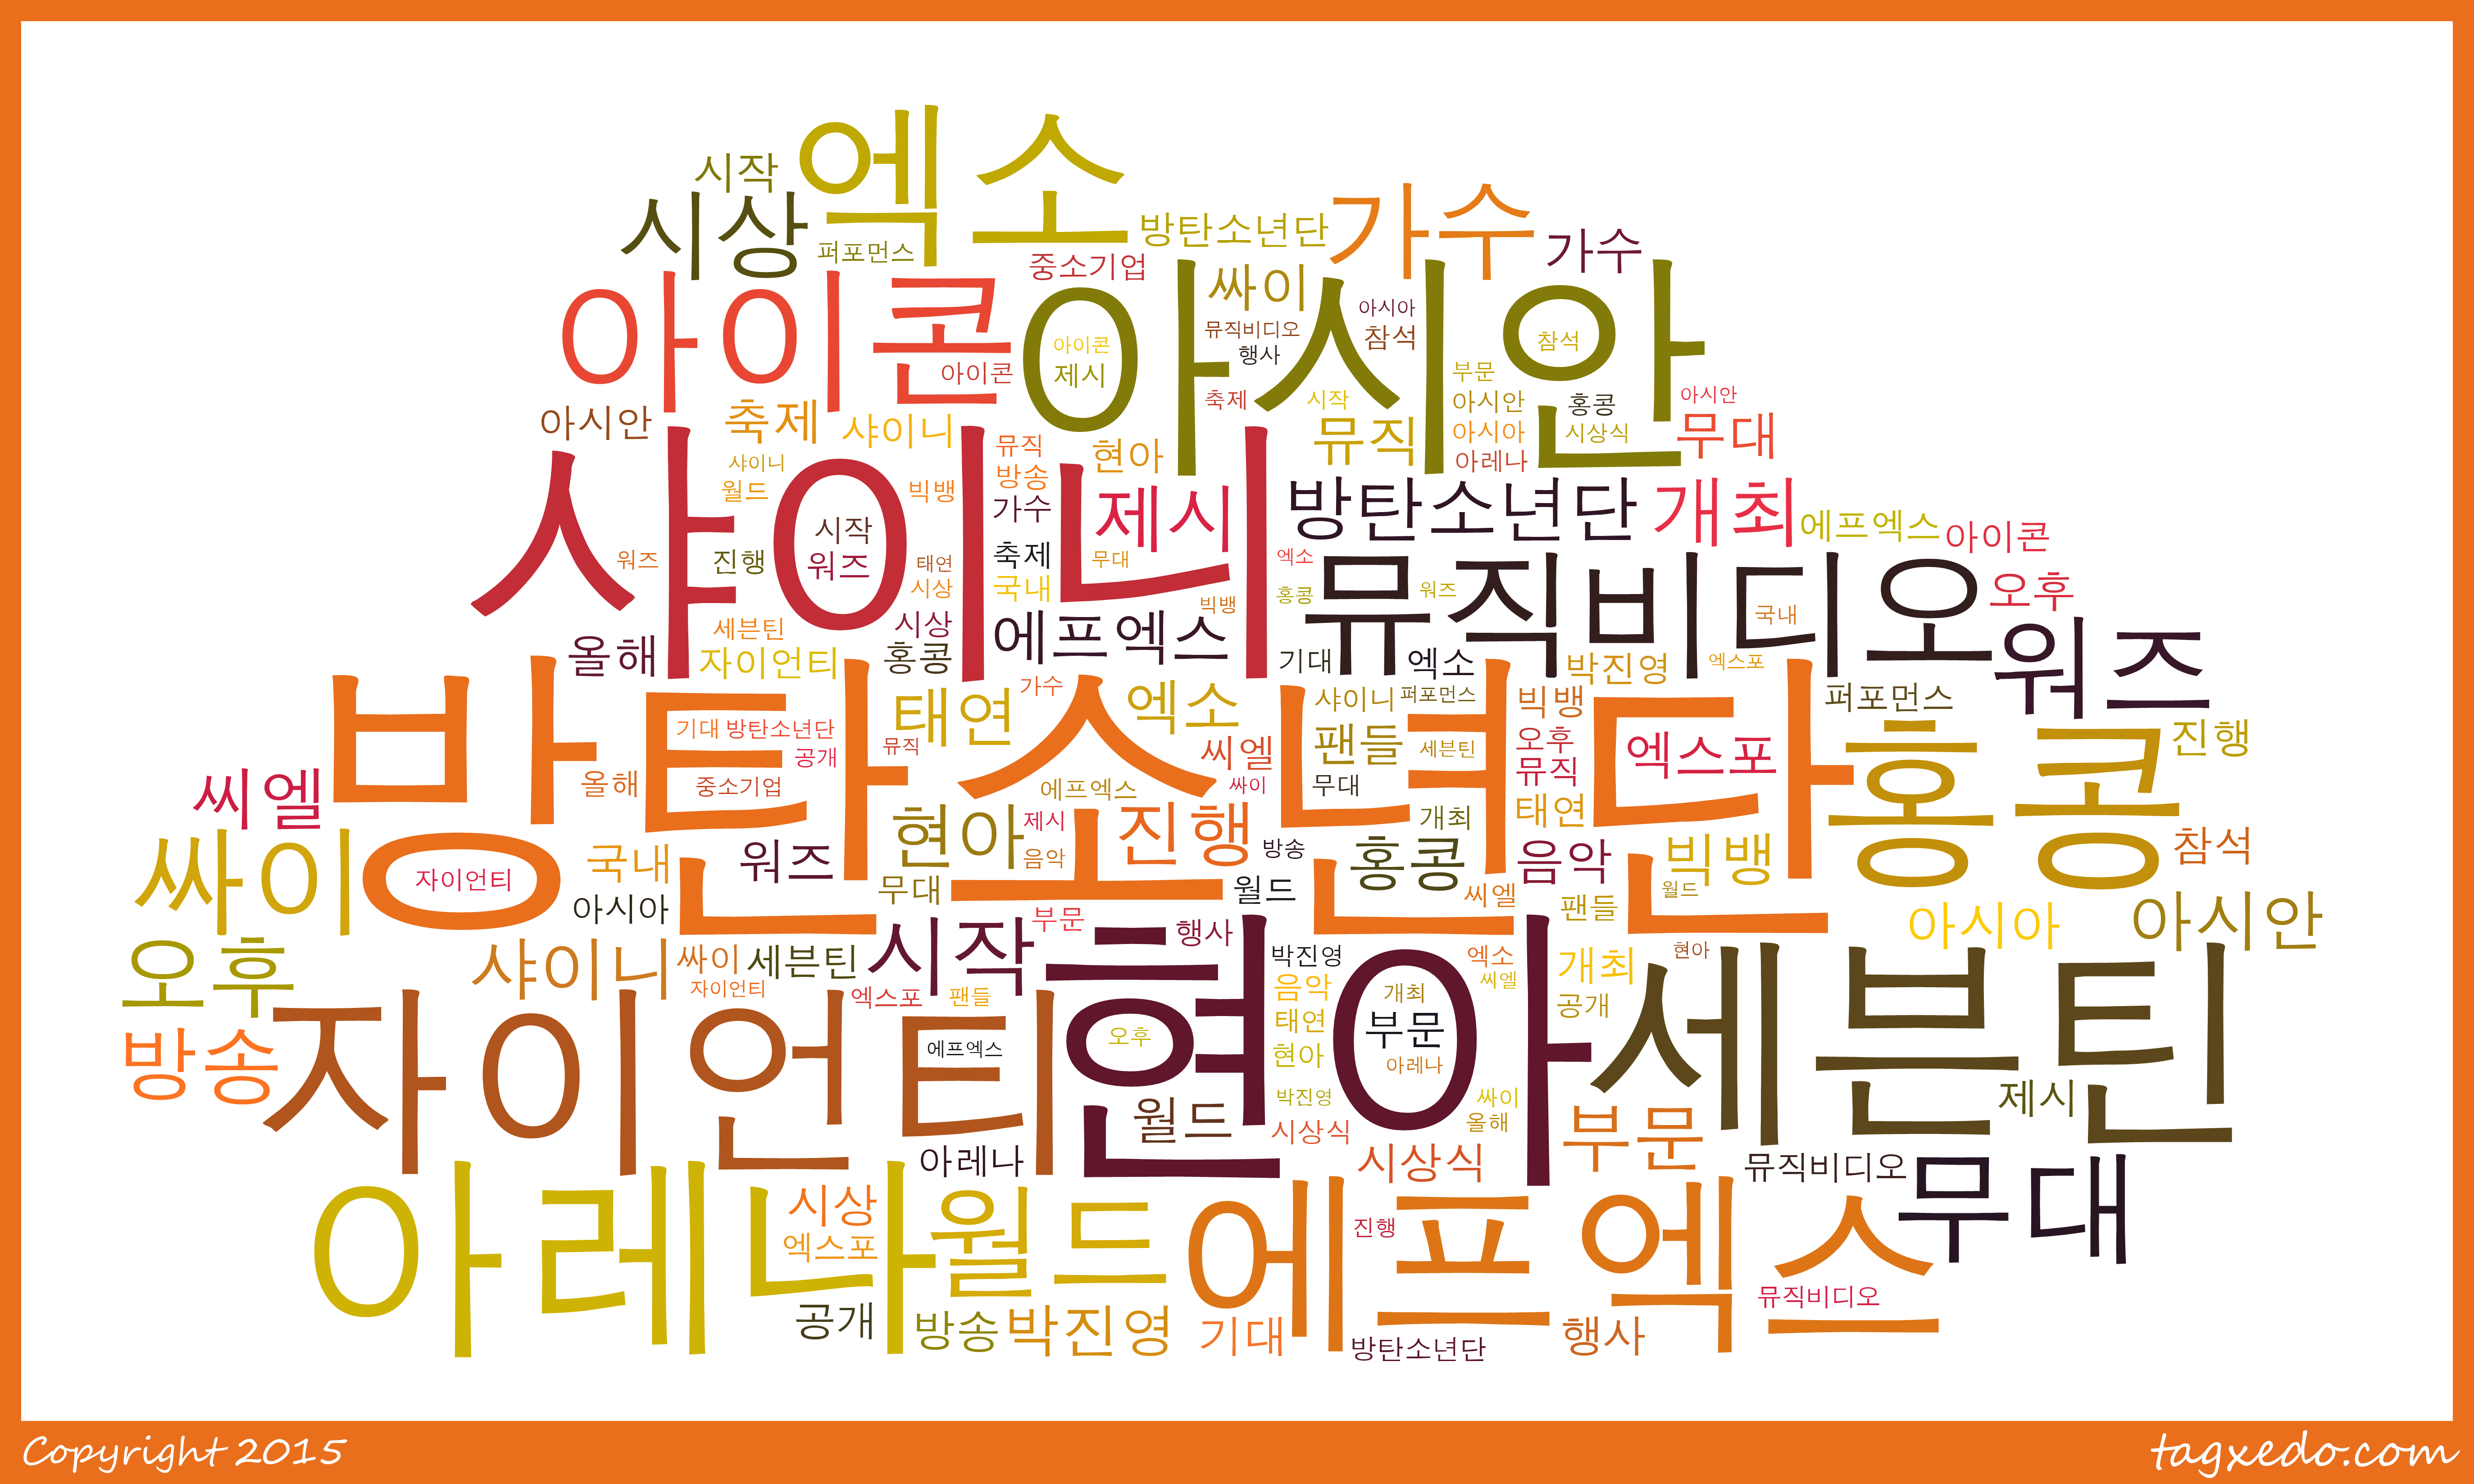 시작
엑소
시상
퍼포먼스
방탄소년단
가수
가수
중소기업
아이콘
아시안
싸이
뮤직비디오
행사
아시아
참석
아이콘
제시
참석
아이콘
축제
시작
부문
아시안
아시아
아레나
홍콩
시상식
아시안
무대
아시안
축제
샤이니
뮤직
현아
뮤직
샤이니
샤이니
월드
빅뱅
방송
가수
제시
방탄소년단
개최
에프엑스
아이콘
시작
워즈
워즈
진행
태연
시상
축제
국내
무대
엑소
홍콩
워즈
뮤직비디오
국내
오후
빅뱅
세븐틴
시상
에프엑스
올해
자이언티
홍콩
기대
엑소
박진영
엑스포
워즈
방탄소년단
태연
가수
엑소
샤이니
퍼포먼스
빅뱅
퍼포먼스
홍콩
진행
기대
방탄소년단
공개
뮤직
씨엘
팬들
세븐틴
오후
뮤직
엑스포
씨엘
올해
중소기업
에프엑스
싸이
무대
태연
싸이
현아
제시
진행
개최
음악
방송
홍콩
음악
빅뱅
참석
국내
워즈
자이언티
아시아
무대
월드
씨엘
팬들
월드
아시아
아시안
오후
샤이니
싸이
세븐틴
시작
부문
행사
현아
박진영
엑소
씨엘
개최
현아
세븐틴
자이언티
엑스포
팬들
음악
개최
공개
방송
자이언티
에프엑스
오후
태연
부문
현아
아레나
박진영
싸이
올해
제시
월드
시상식
시상식
부문
아레나
뮤직비디오
무대
아레나
시상
엑스포
월드
에프엑스
진행
뮤직비디오
공개
방송
박진영
기대
방탄소년단
행사
Copyright 2015
tagxedo.com